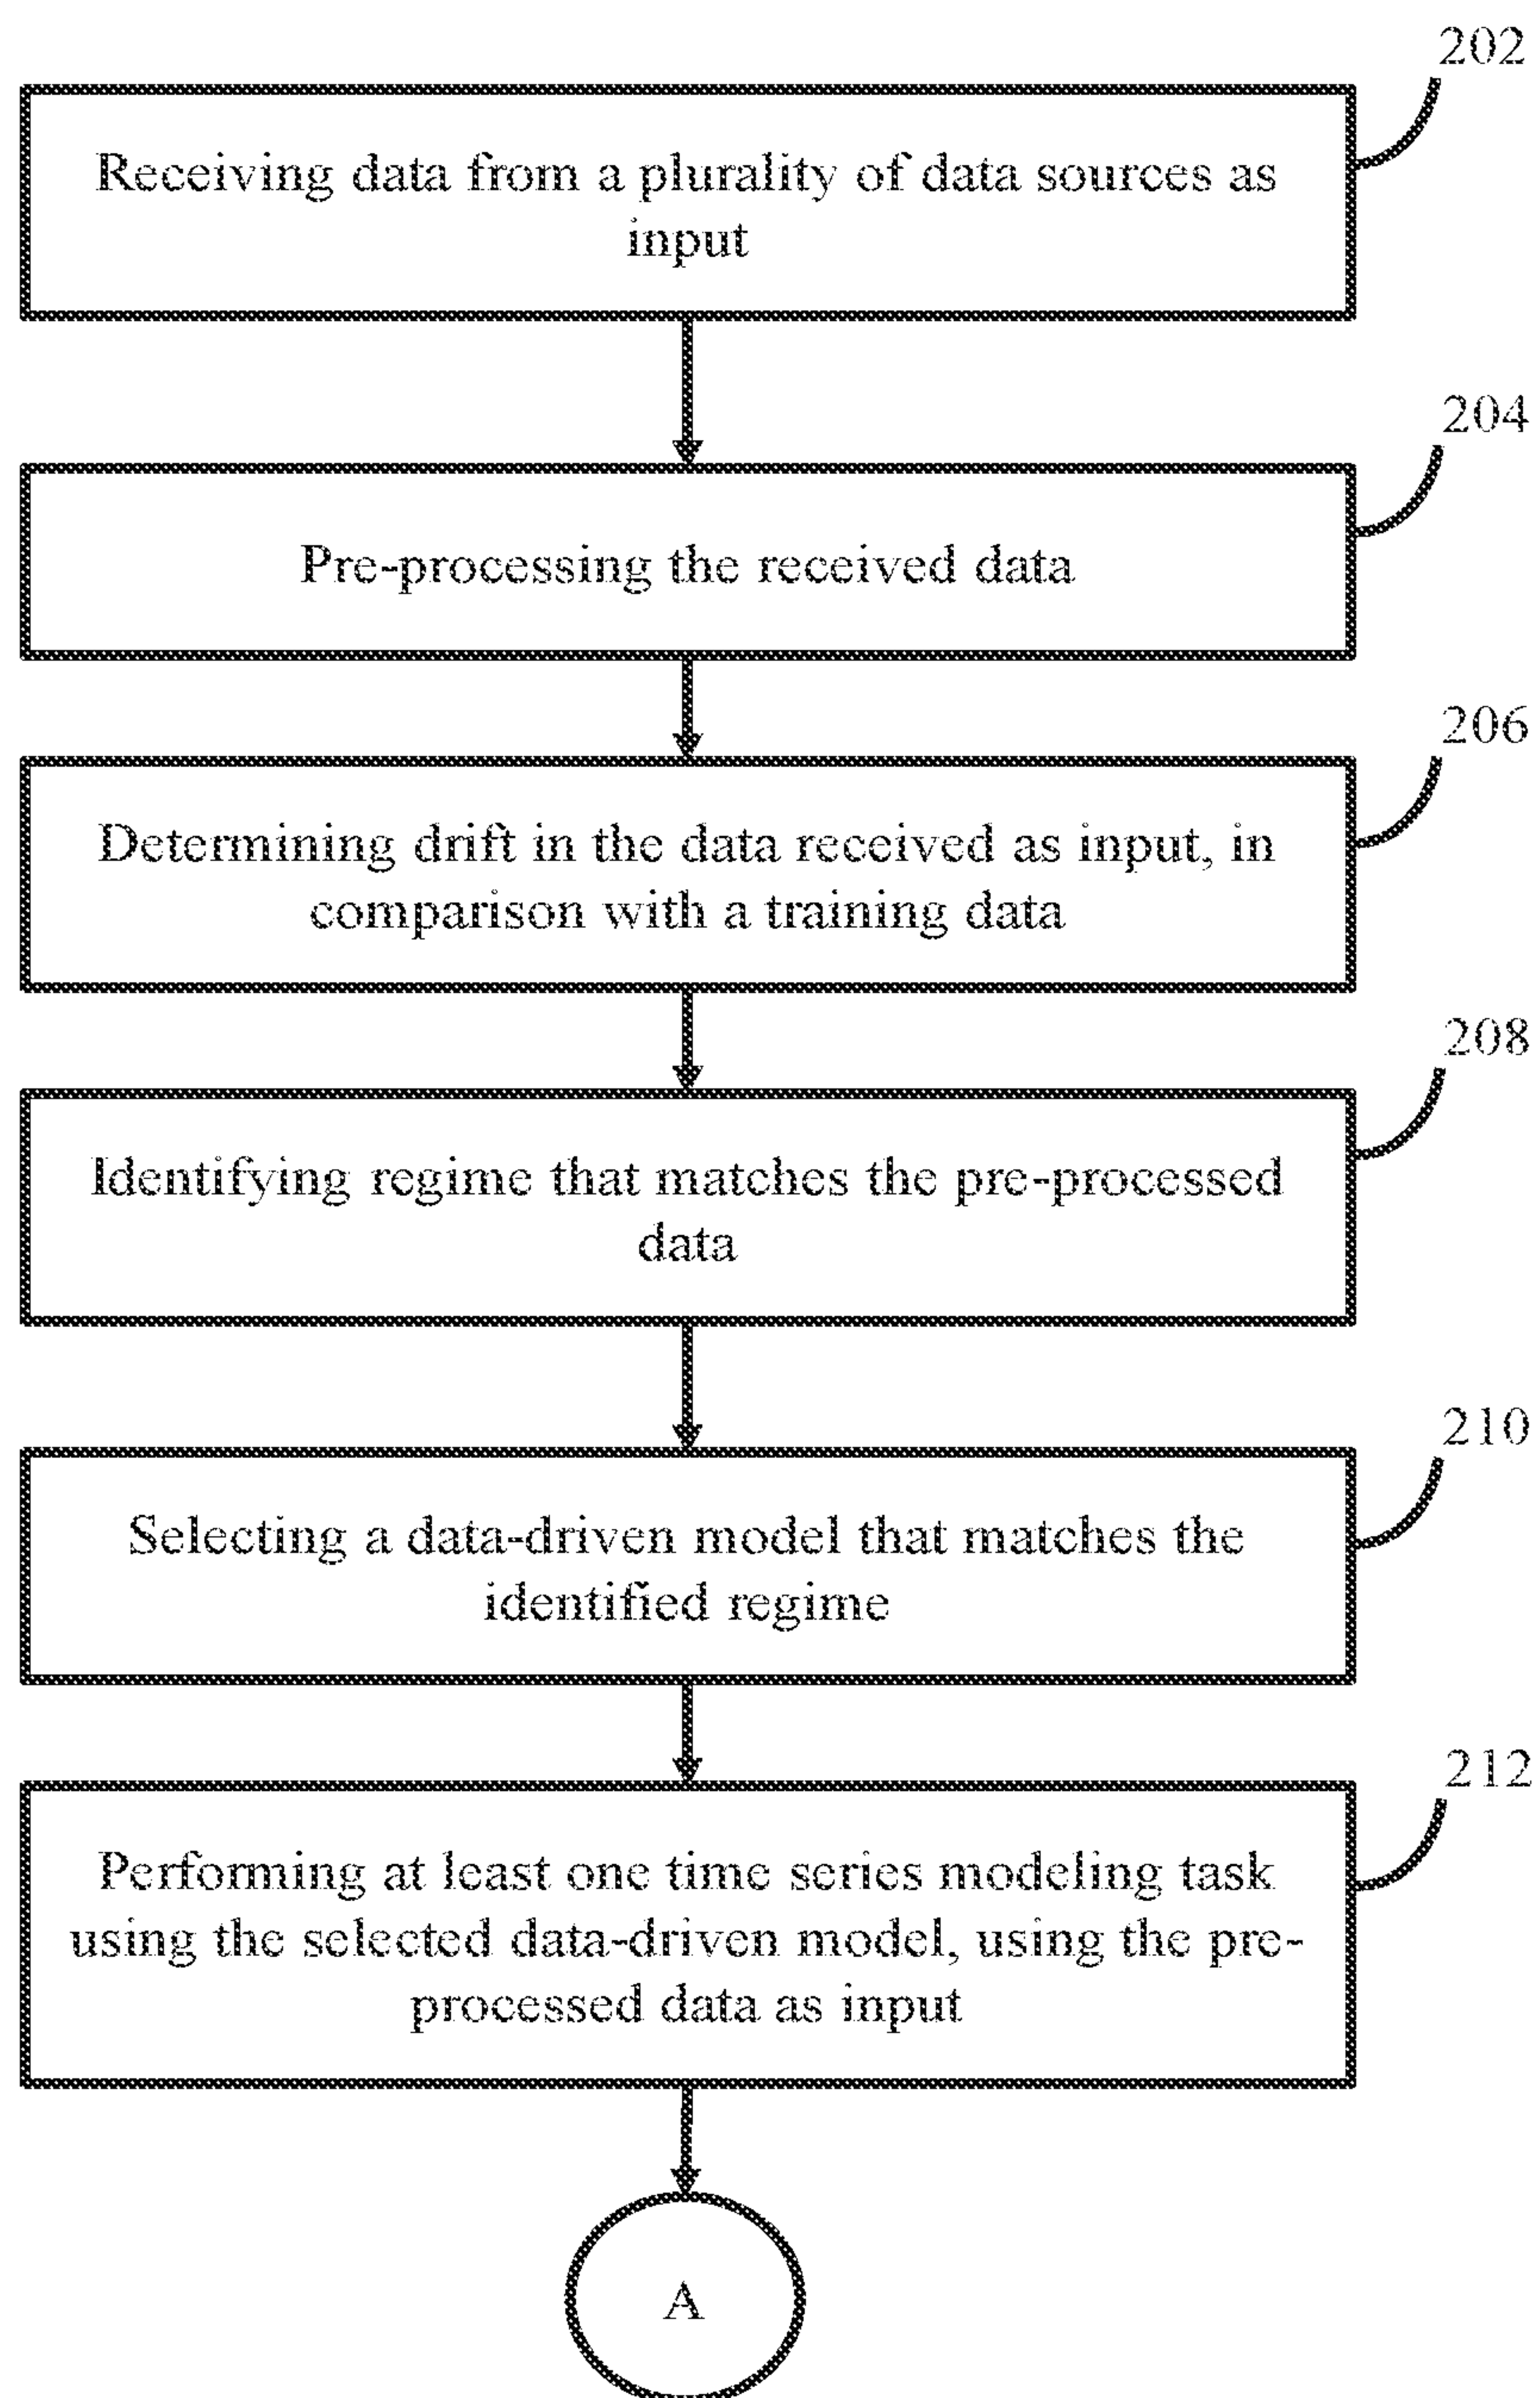 202
Receiving data from a plurality of data sources as
input
204
Pre-processing the received data
206
Determining drift in the data received as input, in
comparison with a training data
208
Identifying regime that matches the pre-processed
data
210
Selecting a data-driven model that matches the
identified regime
212
Performing at least one time series modeling task
using the selected data-driven model, using the pre-
processed data as input
A